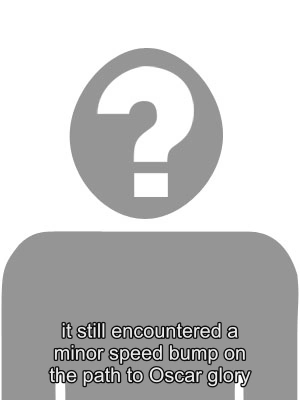 ?
it still encountered a
minor speed bump on
the path to Oscar glory